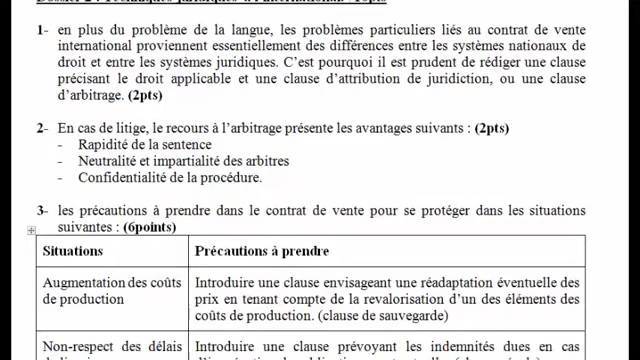 1- en plus du problème de la langue, les problèmes particuliers liés au contrat de vente
international proviennent essentiellement des différences entre les systèmes nationaux de
droit et entre les systèmes juridiques. C'est pourquoi il est prudent de rédiger une clause
précisant le droit applicable et une clause d'attribution de juridiction, ou une clause
d'arbitrage. (2pts)
2- En cas de litige, le recours à l'arbitrage présente les avantages suivants : (2pts)
- Rapidité de la sentence
- Neutralité et impartialité des arbitres
- Confidentialité de la procédure.
3- les précautions à prendre dans le contrat de vente pour se protéger dans les situations
suivantes : (6points)
Situations Précautions à prendre
Augmentation des coûts Introduire une clause envisageant une réadaptation éventuelle des
de production prix en tenant compte de la revalorisation d'un des éléments des
coûts de production. (clause de sauvegarde)
Non-respect des délais Introduire une clause prévoyant les indemnités dues en cas